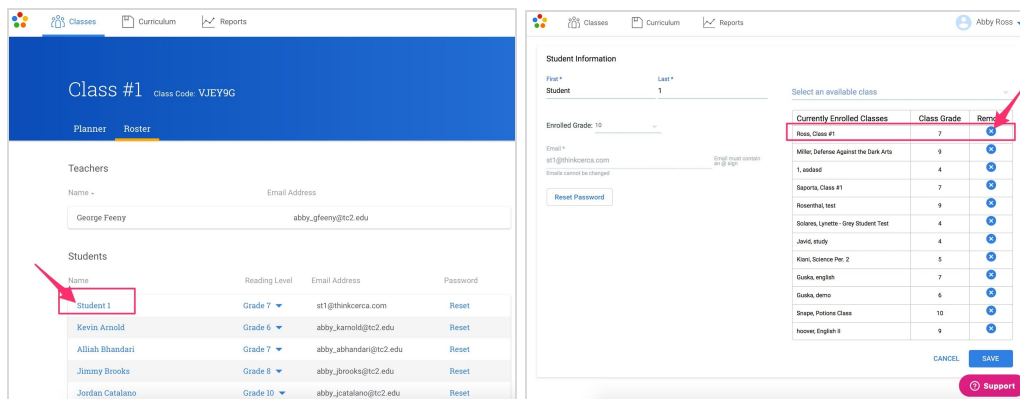 Classes Curriculum Reports
Class #1 Class Code: VJEY9G
Planner Roster
Teachers
Name Email Address
George Feeny abby_gfeeny@tc2.edu
Students
Name Reading Level Email Address Password
Student 1 Grade 7 st1@thinkcerca.com Reset
Kevin Arnold Grade 6 abby_karnold@tc2.edu Reset
Alliah Bhandari Grade 7 abby_abhandari@tc2.edu Reset
Jimmy Brooks Grade 8 abby_jbrooks@tc2.edu Reset
Jordan Catalano Grade 10 abby_jcatalano@tc2.edu Reset
Classes Curriculum Reports Abby Ross
Student Information
First * Last *
Student 1
Enrolled Grade: 10
Email *
st1@thinkcerca.com
Email must contain
an @ sign
Emails cannot be changed
Reset Password
Select an available class
Currently Enrolled Classes Class Grade
Ross, Class #1 7
Miller, Defense Against the Dark Arts 9
1, asdasd 4
Saporta, Class #1 7
Rosenthal, test 9
Solares, Lynette - Grey Student Test 4
Javid, study 4
Kiani, Science Per. 2 5
Guska, english 7
Guska, demo 6
Snape, Potions Class 10
hoover, English II 9
CANCEL SAVE
Support